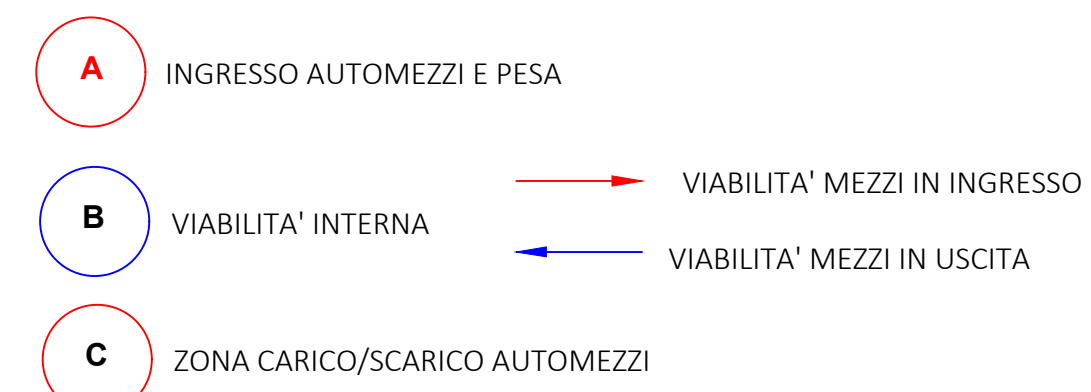 A INGRESSO AUTOMEZZI E PESA
VIABILITA' MEZZI IN INGRESSO
B VIABILITA' INTERNA
VIABILITA' MEZZI IN USCITA
C ZONA CARICO/SCARICO AUTOMEZZI